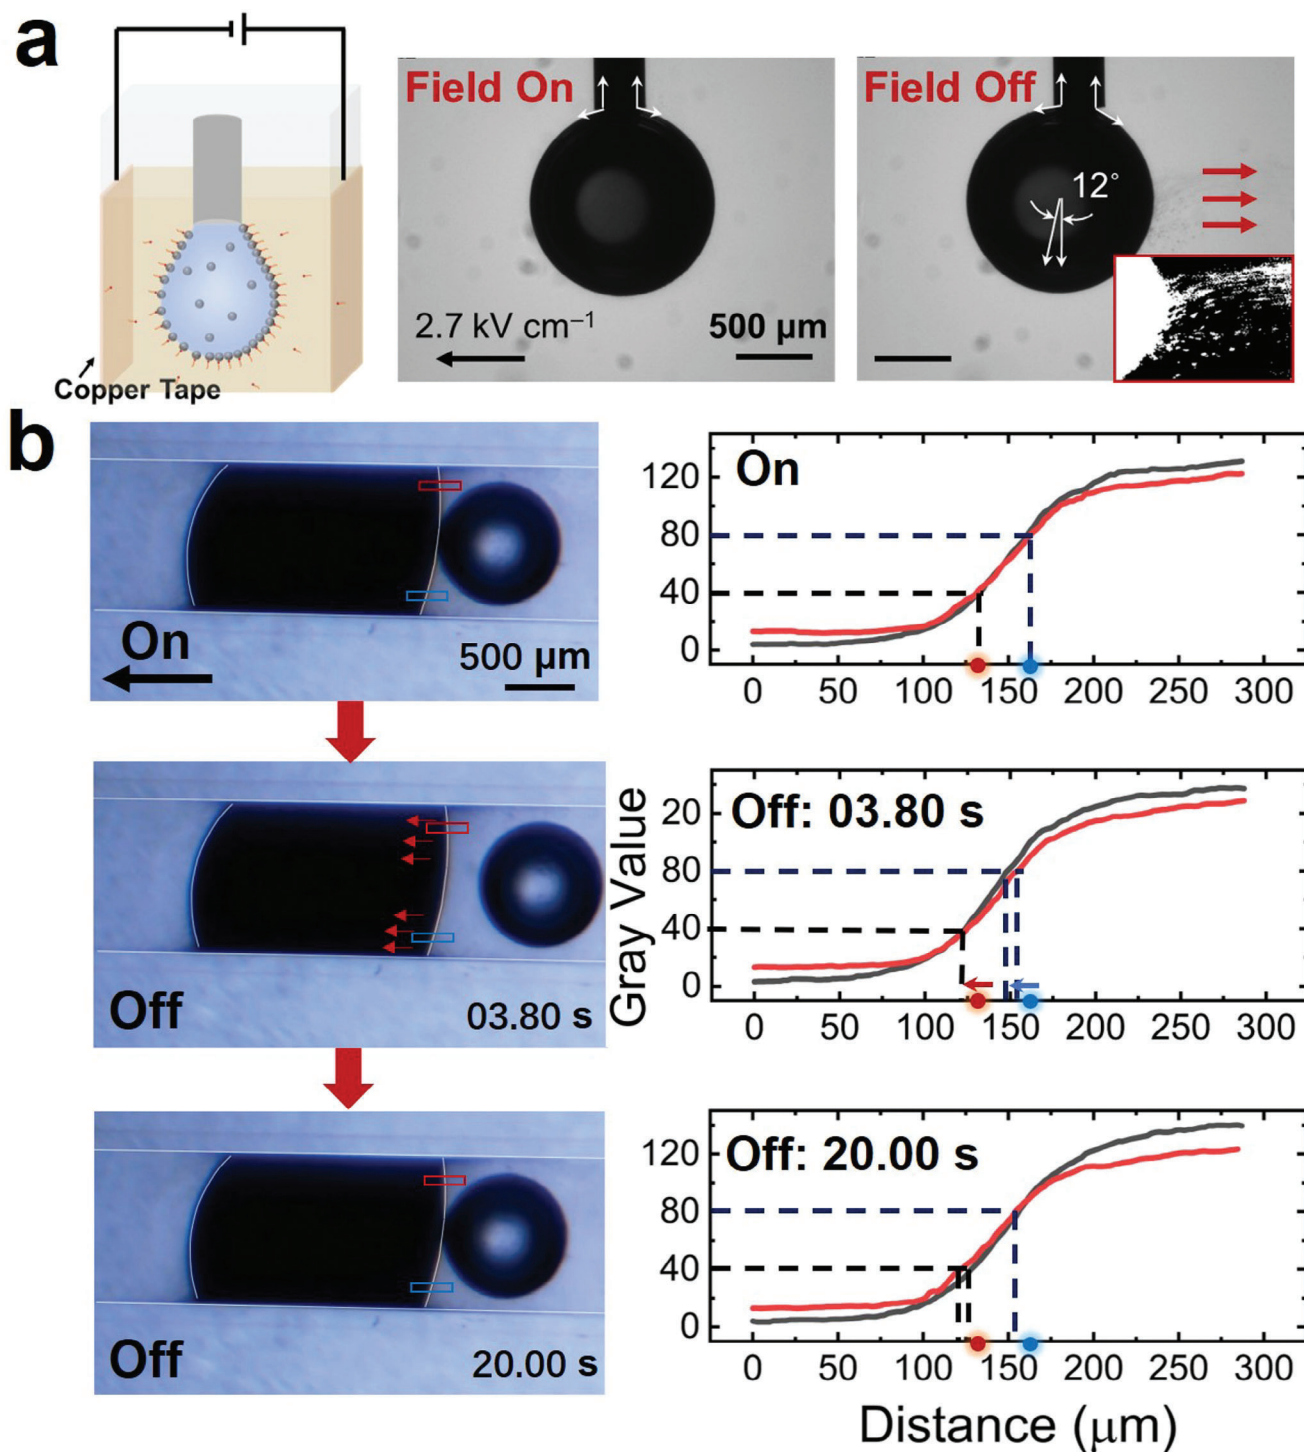 a
Field On
Field Off
12°
2.7 kV cm⁻¹
500 µm
Copper Tape
b
On
500 µm
Off
03.80 s
Off
20.00 s
On
120
80
40
0
0 50 100 150 200 250 300
Gray Value
Off: 03.80 s
20
80
40
0
0 50 100 150 200 250 300
Off: 20.00 s
120
80
40
0
0 50 100 150 200 250 300
Distance (µm)